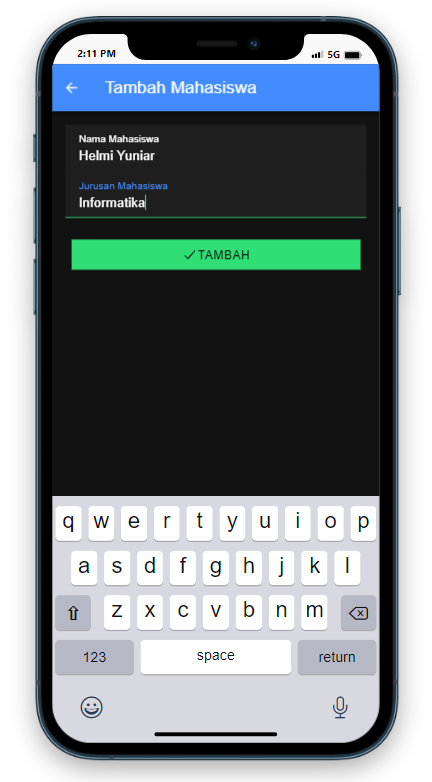 2:11 PM 5G
Tambah Mahasiswa
Nama Mahasiswa
Helmi Yuniar
Jurusan Mahasiswa
Informatika
TAMBAH
q w e r t y u i o p
a s d f g h j k l
z x c v b n m
123 space return